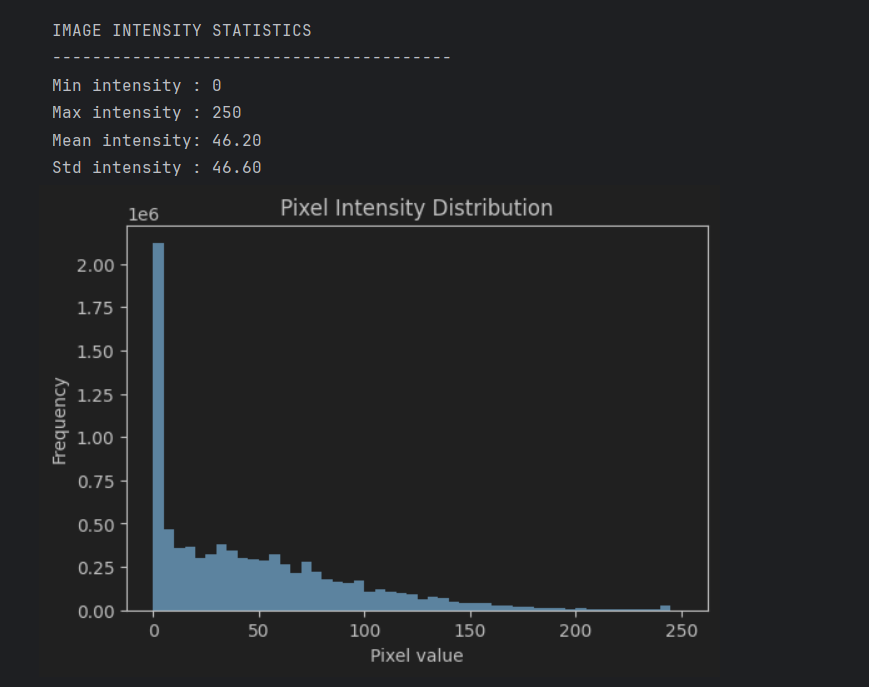 IMAGE INTENSITY STATISTICS
----------------------------------------
Min intensity : 0
Max intensity : 250
Mean intensity: 46.20
Std intensity : 46.60
Pixel Intensity Distribution
1e6
2.00
1.75
1.50
1.25
1.00
0.75
0.50
0.25
0.00
Frequency
0 50 100 150 200 250
Pixel value